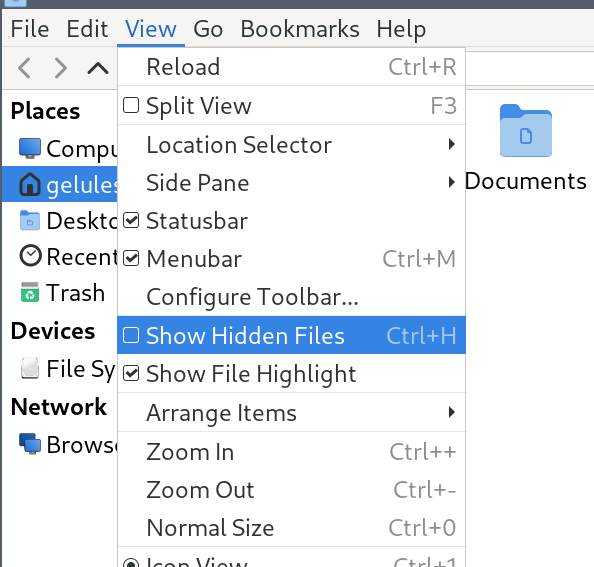 File Edit View Go Bookmarks Help
Reload Ctrl+R
Places
Split View F3
Compu
Location Selector
gelules
Side Pane
Documents
Deskto
Statusbar
Recent
Menubar Ctrl+M
Trash
Configure Toolbar...
Devices
Show Hidden Files Ctrl+H
File Sy
Show File Highlight
Network
Arrange Items
Browse
Zoom In Ctrl++
Zoom Out Ctrl+-
Normal Size Ctrl+0
Icon View Ctrl+1